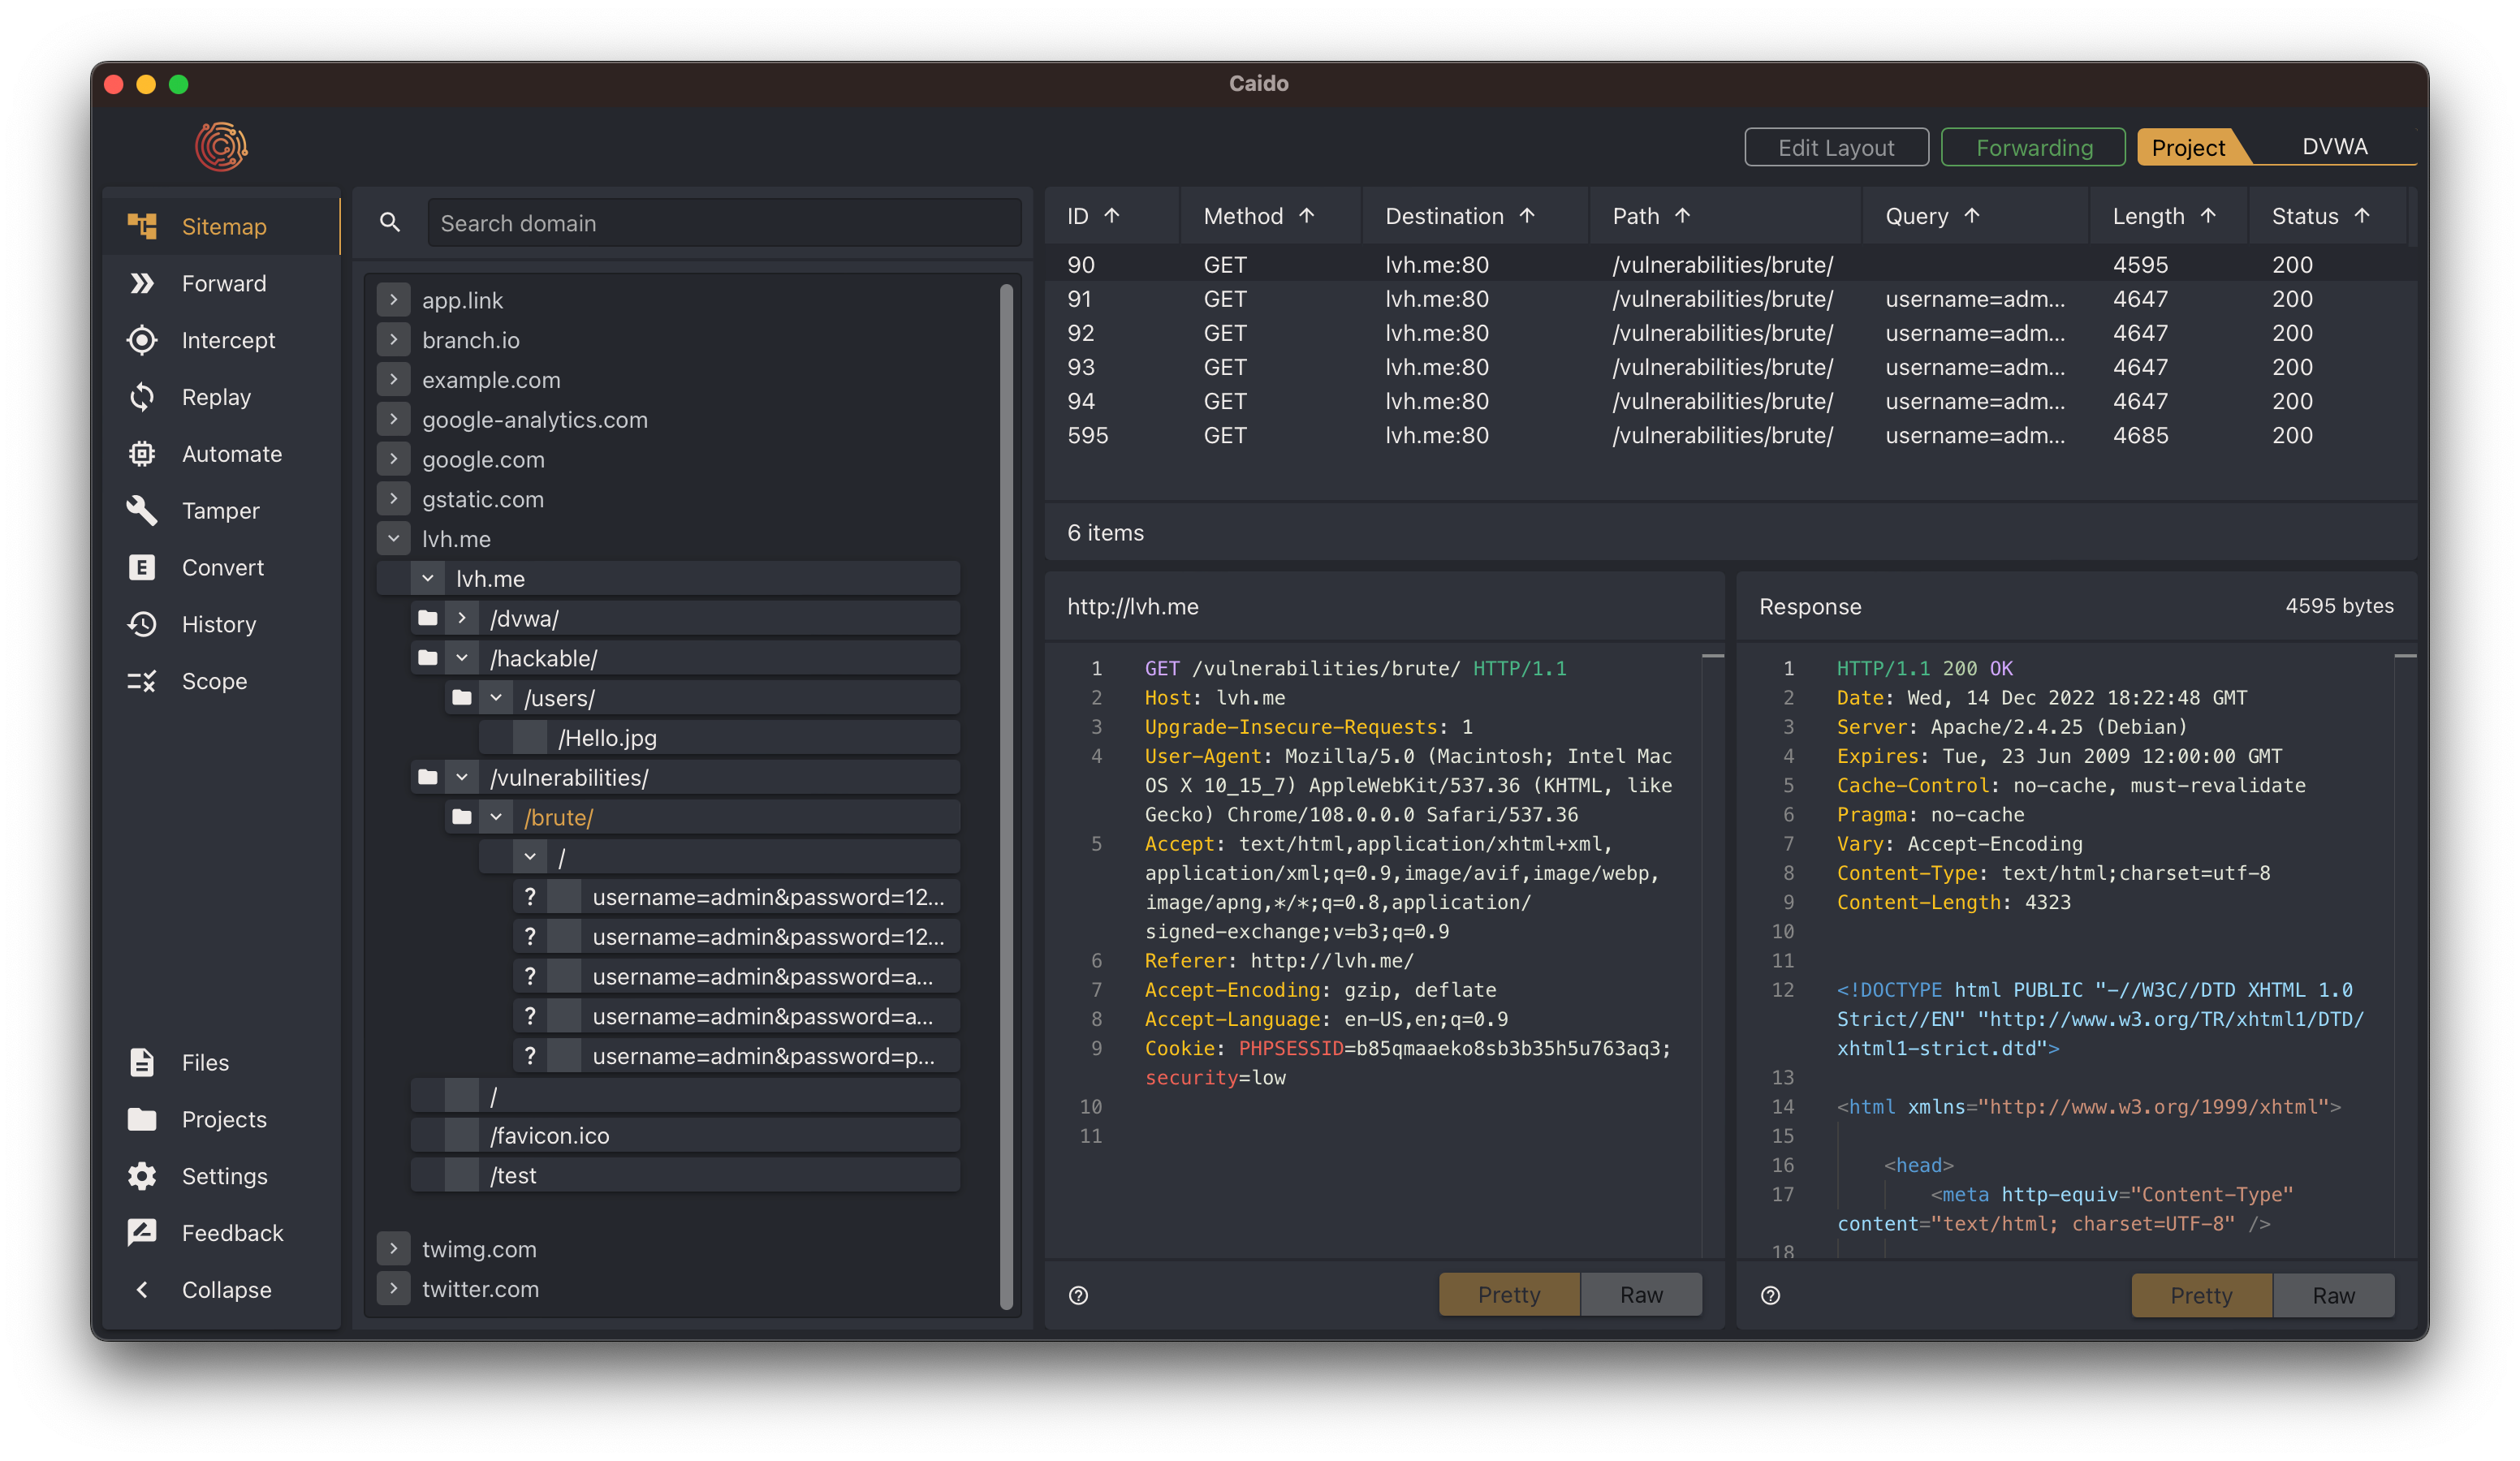 Caido
Edit Layout
Forwarding
Project
DVWA
Sitemap
Forward
Intercept
Replay
Automate
Tamper
Convert
History
Scope
Files
Projects
Settings
Feedback
Collapse
Search domain
app.link
branch.io
example.com
google-analytics.com
google.com
gstatic.com
lvh.me
lvh.me
/dvwa/
/hackable/
/users/
/Hello.jpg
/vulnerabilities/
/brute/
/
? username=admin&password=12...
? username=admin&password=12...
? username=admin&password=a...
? username=admin&password=a...
? username=admin&password=p...
/
/favicon.ico
/test
twimg.com
twitter.com
ID Method Destination Path Query Length Status
90 GET lvh.me:80 /vulnerabilities/brute/ 4595 200
91 GET lvh.me:80 /vulnerabilities/brute/ username=adm... 4647 200
92 GET lvh.me:80 /vulnerabilities/brute/ username=adm... 4647 200
93 GET lvh.me:80 /vulnerabilities/brute/ username=adm... 4647 200
94 GET lvh.me:80 /vulnerabilities/brute/ username=adm... 4647 200
595 GET lvh.me:80 /vulnerabilities/brute/ username=adm... 4685 200
6 items
http://lvh.me
1 GET /vulnerabilities/brute/ HTTP/1.1
2 Host: lvh.me
3 Upgrade-Insecure-Requests: 1
4 User-Agent: Mozilla/5.0 (Macintosh; Intel Mac
OS X 10_15_7) AppleWebKit/537.36 (KHTML, like
Gecko) Chrome/108.0.0.0 Safari/537.36
5 Accept: text/html,application/xhtml+xml,
application/xml;q=0.9,image/avif,image/webp,
image/apng,*/*;q=0.8,application/
signed-exchange;v=b3;q=0.9
6 Referer: http://lvh.me/
7 Accept-Encoding: gzip, deflate
8 Accept-Language: en-US,en;q=0.9
9 Cookie: PHPSESSID=b85qmaaeko8sb3b35h5u763aq3;
security=low
10
11
Pretty
Raw
Response
4595 bytes
1 HTTP/1.1 200 OK
2 Date: Wed, 14 Dec 2022 18:22:48 GMT
3 Server: Apache/2.4.25 (Debian)
4 Expires: Tue, 23 Jun 2009 12:00:00 GMT
5 Cache-Control: no-cache, must-revalidate
6 Pragma: no-cache
7 Vary: Accept-Encoding
8 Content-Type: text/html;charset=utf-8
9 Content-Length: 4323
10
11
12 <!DOCTYPE html PUBLIC "-//W3C//DTD XHTML 1.0
Strict//EN" "http://www.w3.org/TR/xhtml1/DTD/
xhtml1-strict.dtd">
13
14 <html xmlns="http://www.w3.org/1999/xhtml">
15
16 <head>
17 <meta http-equiv="Content-Type"
content="text/html; charset=UTF-8" />
18
Pretty
Raw